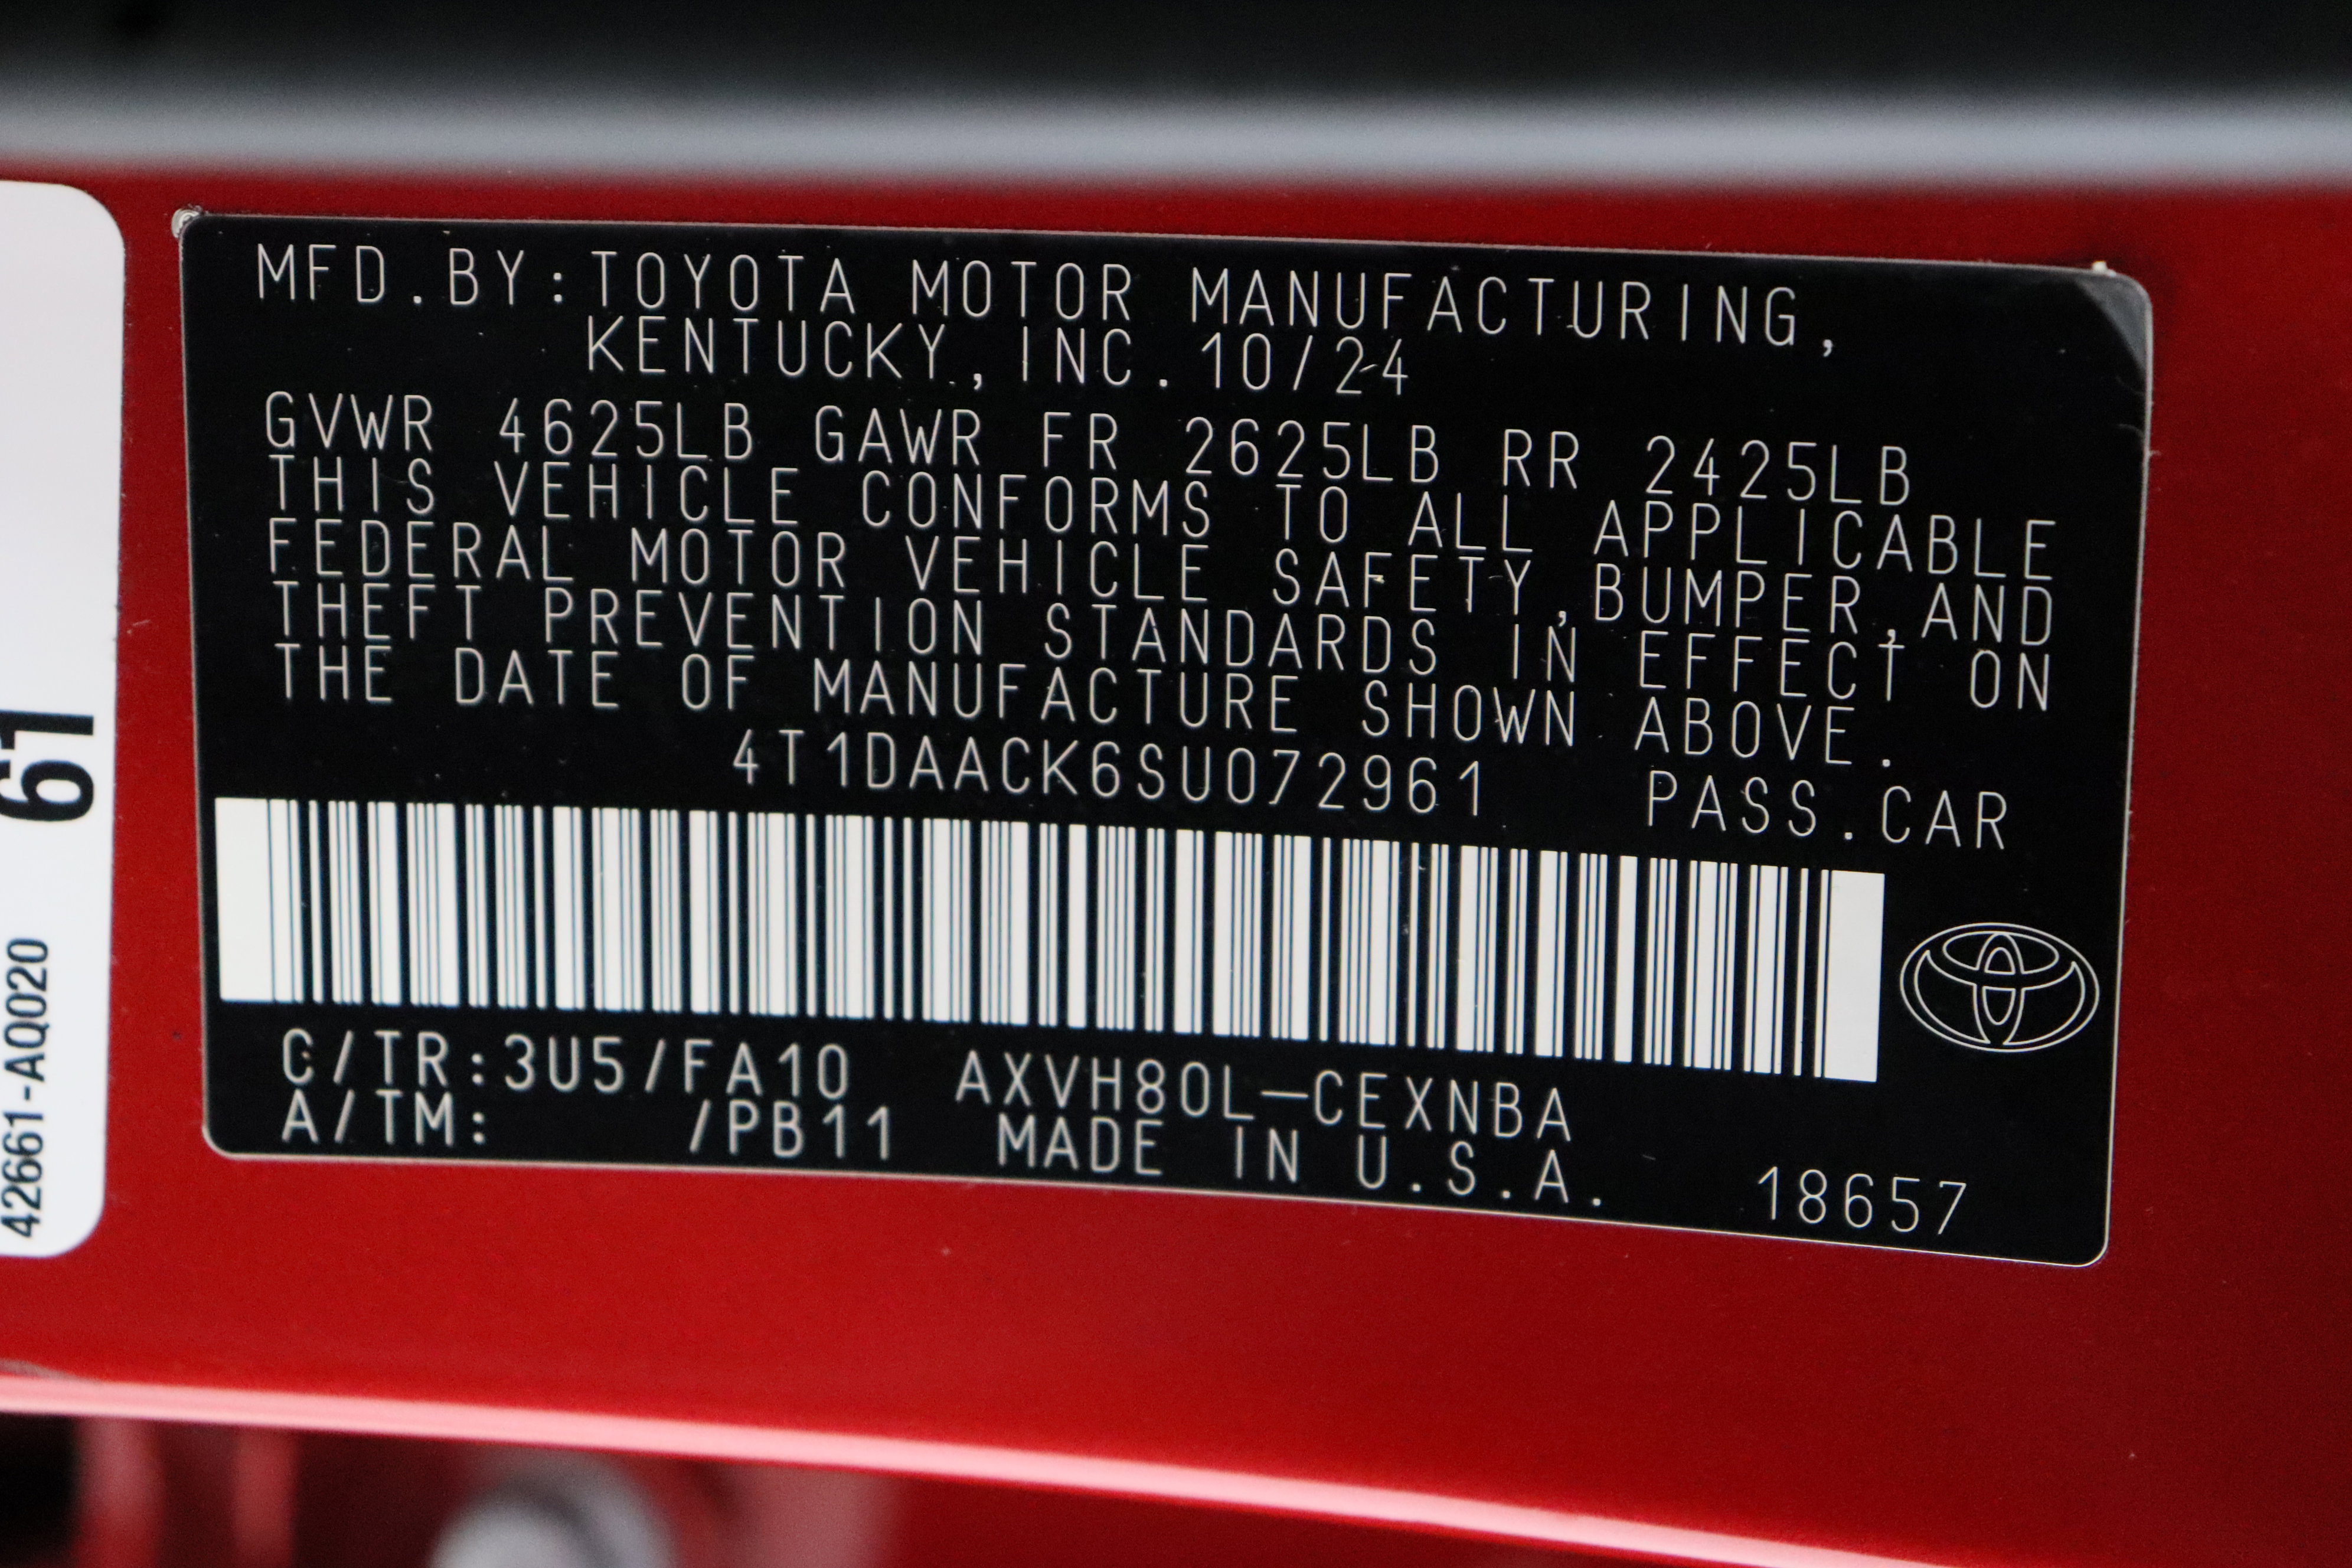 MFD.BY:TOYOTA MOTOR MANUFACTURING,
KENTUCKY,INC.10/24
GVWR 4625LB GAWR FR 2625LB RR 2425LB
THIS VEHICLE CONFORMS TO ALL APPLICABLE
FEDERAL MOTOR VEHICLE SAFETY,BUMPER,AND
THEFT PREVENTION STANDARDS IN EFFECT ON
THE DATE OF MANUFACTURE SHOWN ABOVE.
4T1DAACK6SU072961 PASS.CAR
C/TR:3U5/FA10 AXVH80L-CEXNBA
A/TM: /PB11 MADE IN U.S.A. 18657
61
42661-AQ020